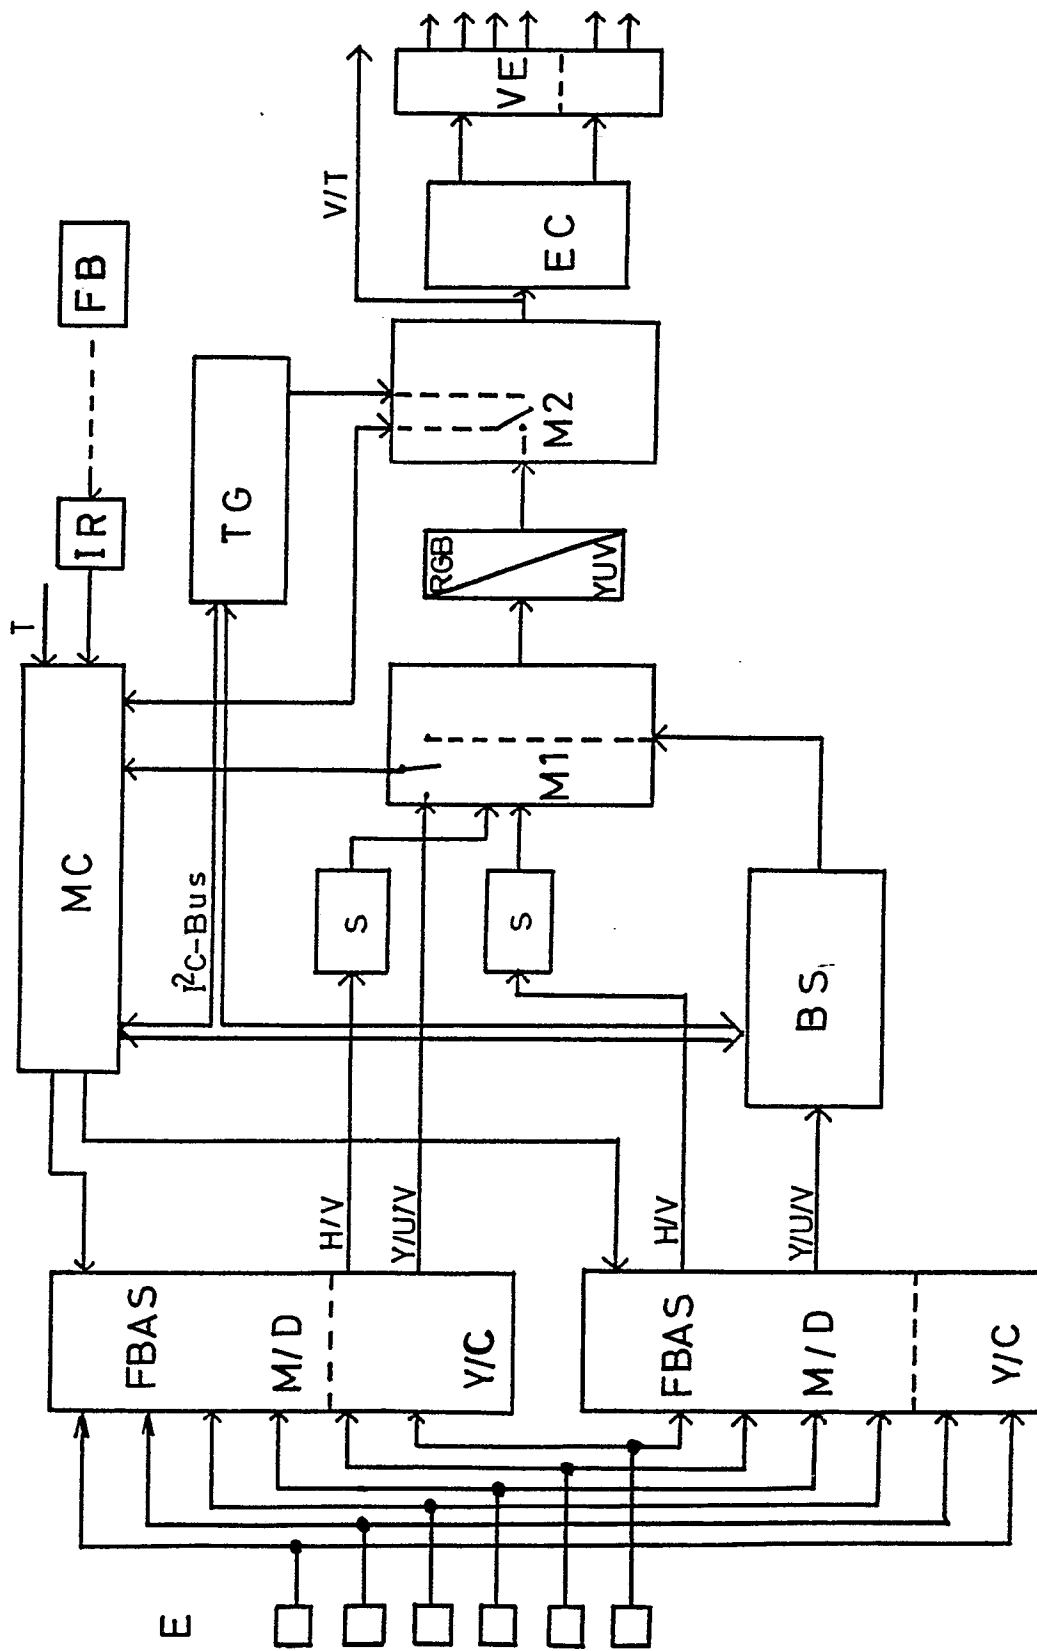 E
FBAS
M/D
Y/C
FBAS
M/D
Y/C
H/V
Y/U/V
H/V
Y/U/V
MC
I²C-Bus
S
S
BS
T
IR
FB
TG
M1
RGB
YUV
M2
V/T
EC
VE